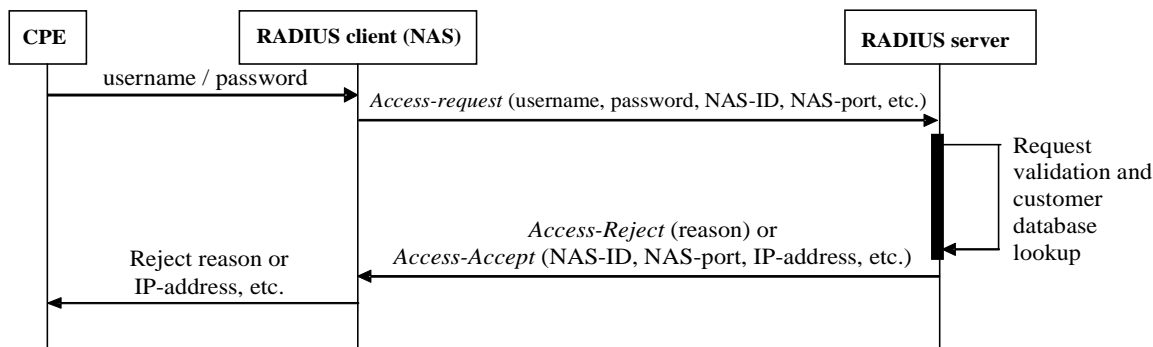 CPE
RADIUS client (NAS)
RADIUS server
username / password
Access-request (username, password, NAS-ID, NAS-port, etc.)
Request
validation and
customer
database
lookup
Access-Reject (reason) or
Access-Accept (NAS-ID, NAS-port, IP-address, etc.)
Reject reason or
IP-address, etc.